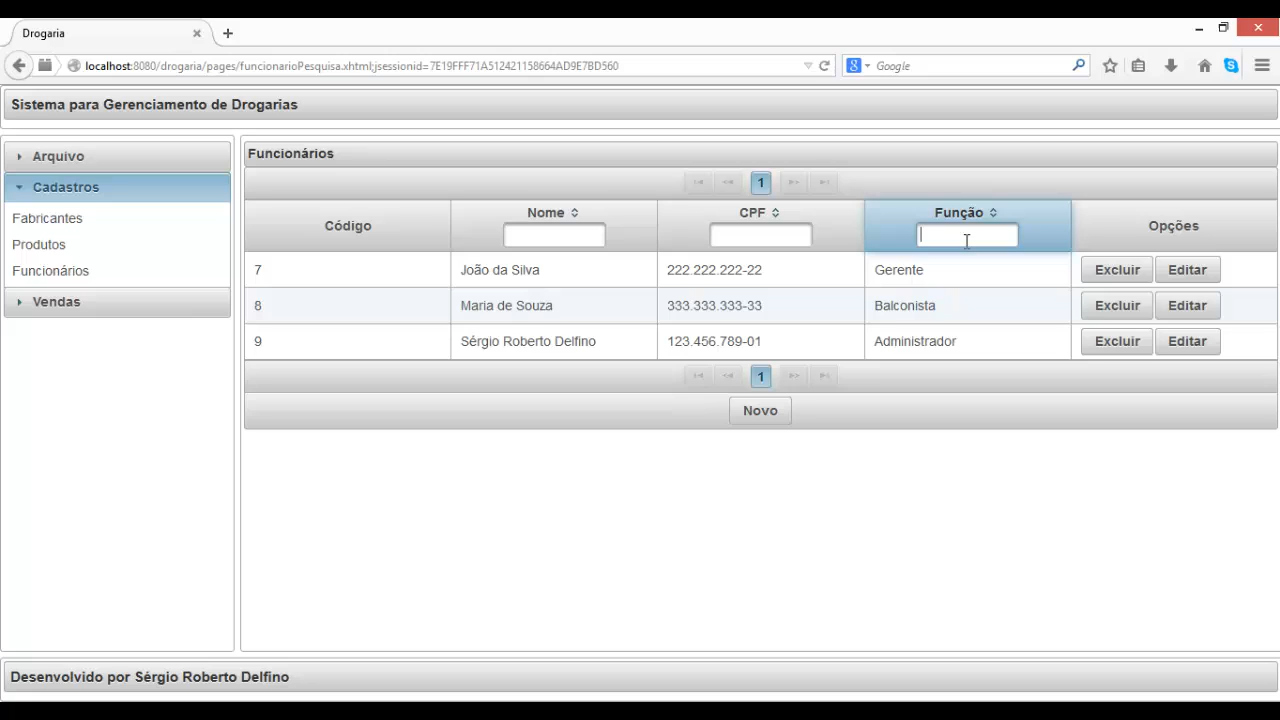 Drogaria
localhost:8080/drogaria/pages/funcionarioPesquisa.xhtml;jsessionid=7E19FFF71A512421158664AD9E7BD560
Google
Sistema para Gerenciamento de Drogarias
Arquivo
Cadastros
Fabricantes
Produtos
Funcionários
Vendas
Funcionários
1
Código Nome CPF Função Opções
7 João da Silva 222.222.222-22 Gerente Excluir Editar
8 Maria de Souza 333.333.333-33 Balconista Excluir Editar
9 Sérgio Roberto Delfino 123.456.789-01 Administrador Excluir Editar
1
Novo
Desenvolvido por Sérgio Roberto Delfino